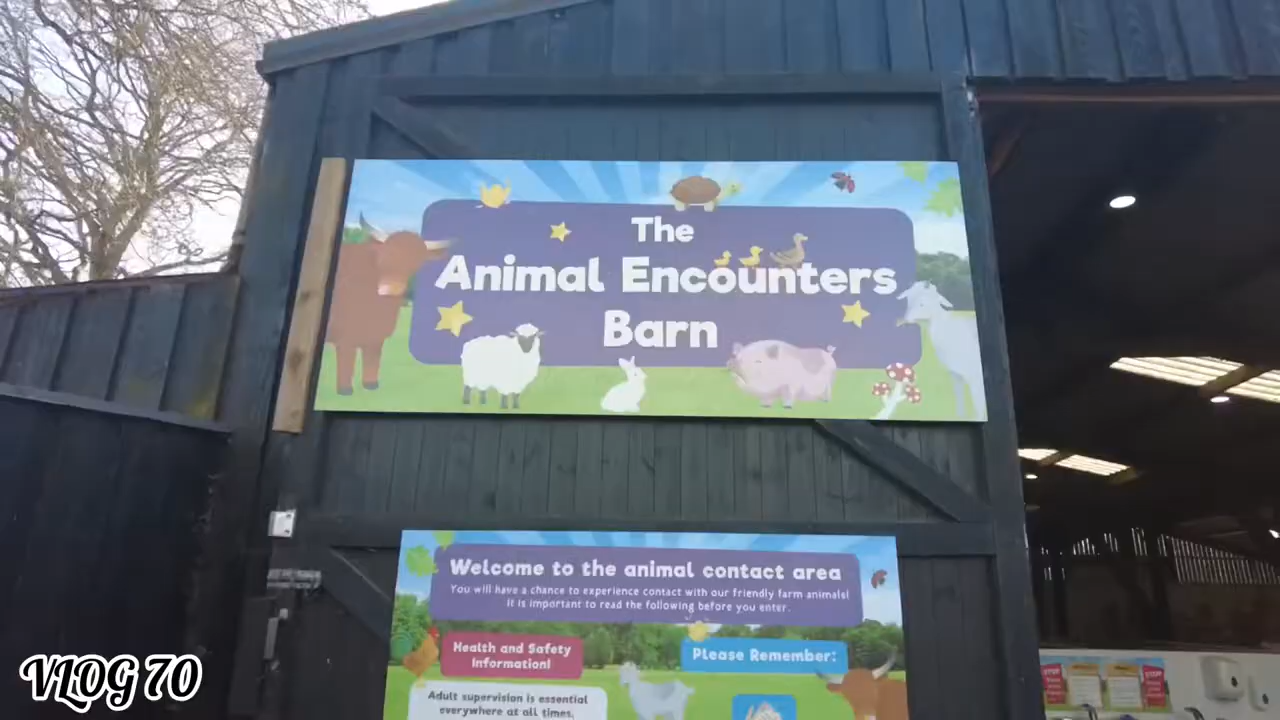 The
Animal Encounters
Barn
Welcome to the animal contact area
You will have a chance to experience contact with our friendly farm animals!
It is important to read the following before you enter.
Health and Safety
Information!
Please Remember:
Adult supervision is essential
everywhere at all times.
STOP
STOP
VLOG 70